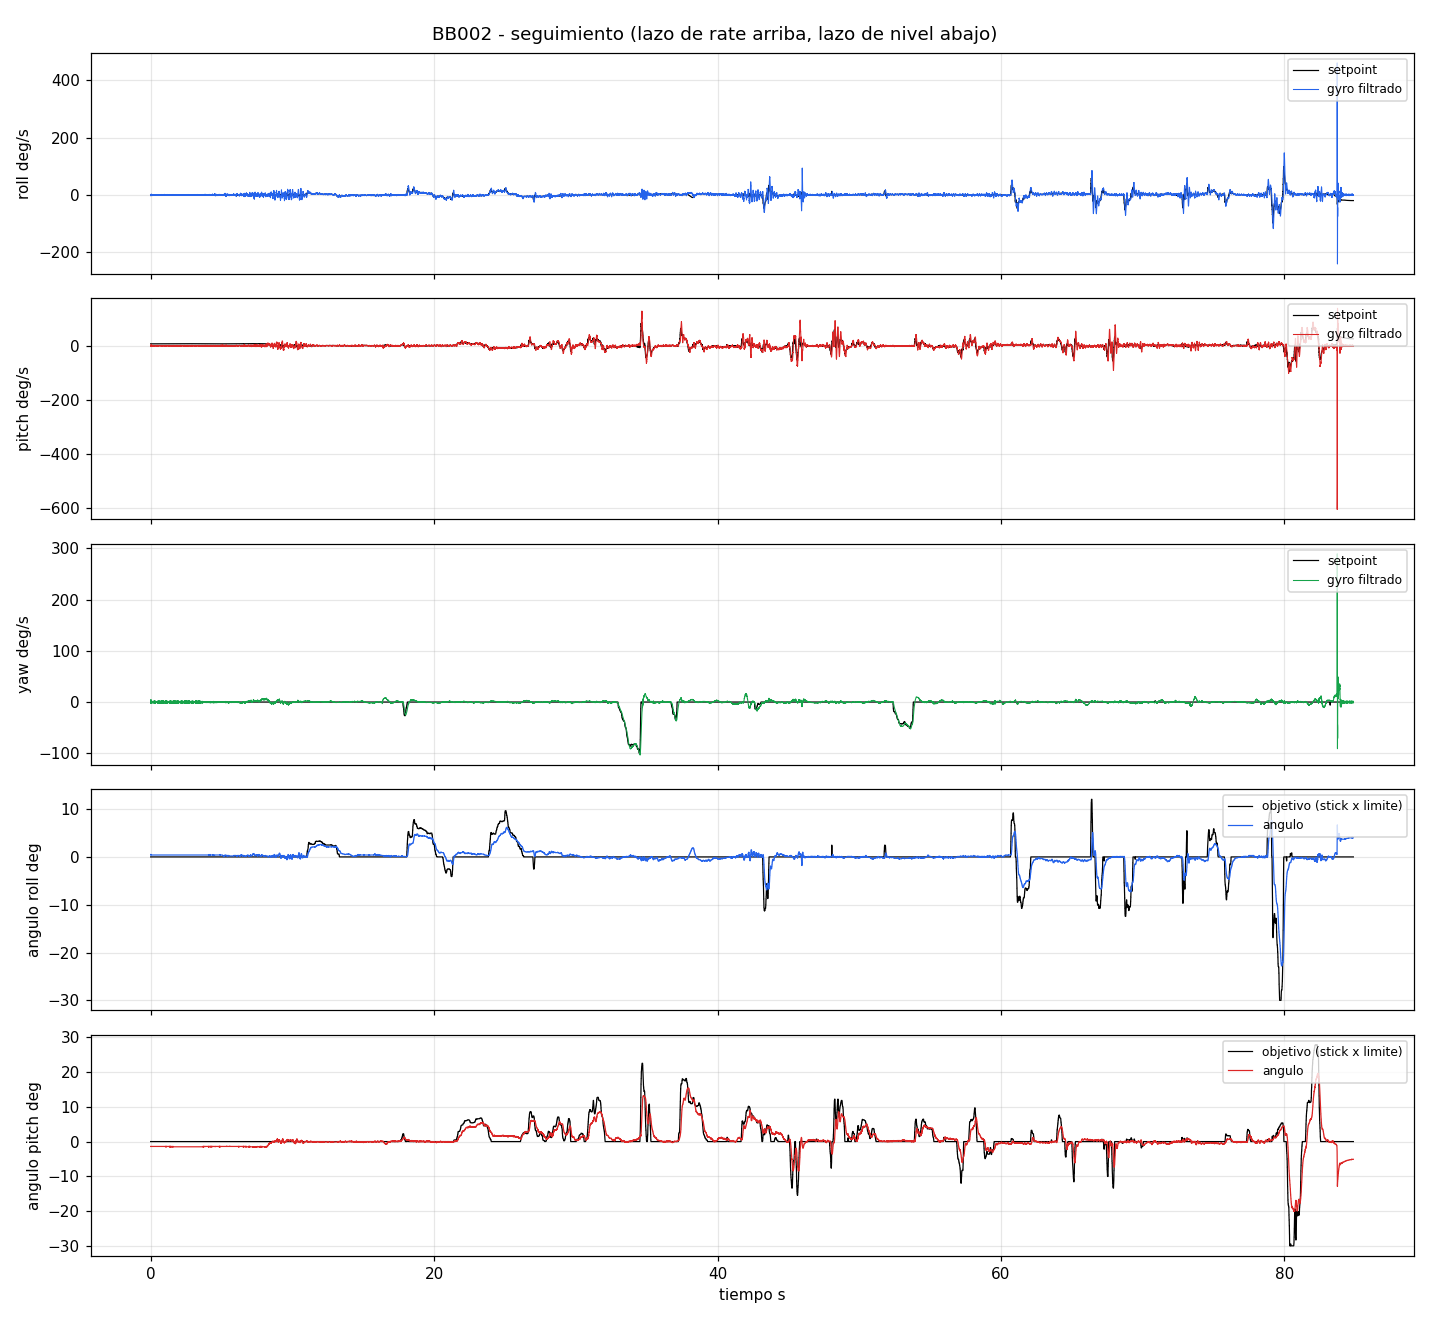 BB002 - seguimiento (lazo de rate arriba, lazo de nivel abajo)
roll deg/s
400
200
0
−200
setpoint
gyro filtrado
pitch deg/s
0
−200
−400
−600
setpoint
gyro filtrado
yaw deg/s
300
200
100
0
−100
setpoint
gyro filtrado
angulo roll deg
10
0
−10
−20
−30
objetivo (stick x limite)
angulo
angulo pitch deg
30
20
10
0
−10
−20
−30
objetivo (stick x limite)
angulo
0
20
40
60
80
tiempo s